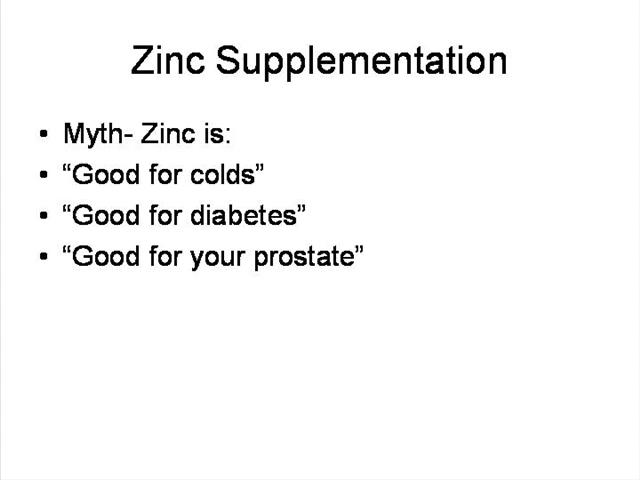 Zinc Supplementation
• Myth- Zinc is:
• “Good for colds”
• “Good for diabetes”
• “Good for your prostate”